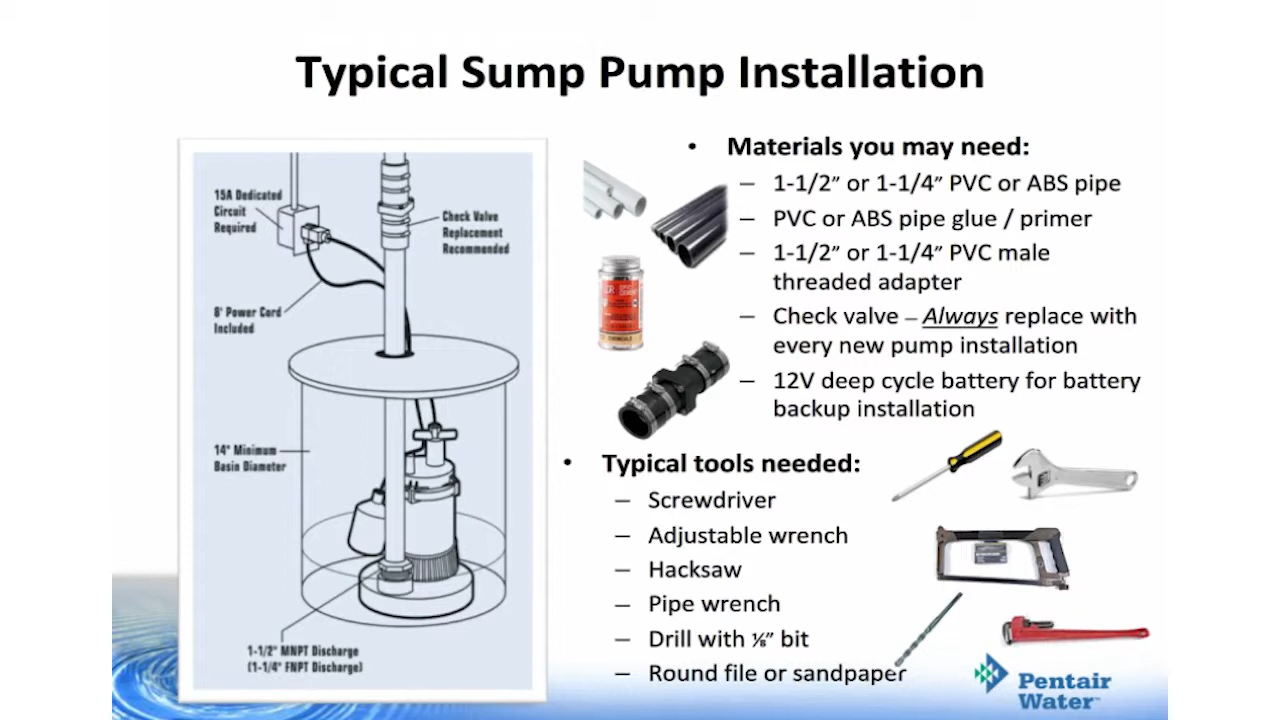 Typical Sump Pump Installation
15A Dedicated
Circuit
Required
Check Valve
Replacement
Recommended
8' Power Cord
Included
14" Minimum
Basin Diameter
1-1/2" MNPT Discharge
(1-1/4" FNPT Discharge)
• Materials you may need:
– 1-1/2” or 1-1/4” PVC or ABS pipe
– PVC or ABS pipe glue / primer
– 1-1/2” or 1-1/4” PVC male
threaded adapter
– Check valve – Always replace with
every new pump installation
– 12V deep cycle battery for battery
backup installation
• Typical tools needed:
– Screwdriver
– Adjustable wrench
– Hacksaw
– Pipe wrench
– Drill with ⅛” bit
– Round file or sandpaper
Pentair
Water™